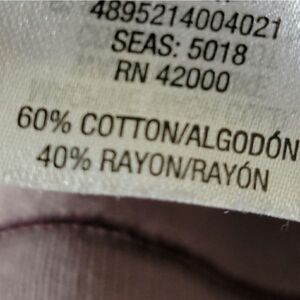 4895214004021
SEAS: 5018
RN 42000
60% COTTON/ALGODÓN
40% RAYON/RAYÓN